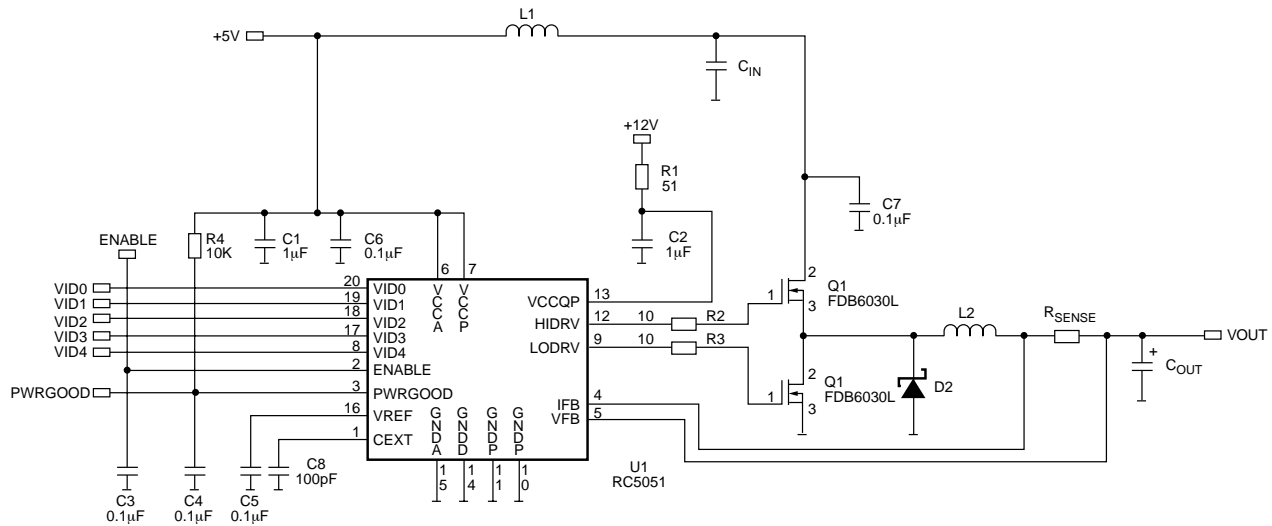 L1
+5V
CIN
+12V
R1
51
C7
0.1µF
ENABLE
R4
10K
C1
1µF
C6
0.1µF
C2
1µF
6 7
VID0 20 VID0
VID1 19 VID1
VID2 18 VID2
VID3 17 VID3
VID4 8 VID4
2 ENABLE
PWRGOOD 3 PWRGOOD
16 VREF
1 CEXT
VCCA
VCCP
VCCQP 13
HIDRV 12 10 R2
LODRV 9 10 R3
IFB 4
VFB 5
GNDA
GNDD
GNDP
GNDP
15 14 11 10
1 2 3
Q1
FDB6030L
1 2 3
Q1
FDB6030L
L2
RSENSE
VOUT
D2
+
COUT
U1
RC5051
C3
0.1µF
C4
0.1µF
C5
0.1µF
C8
100pF